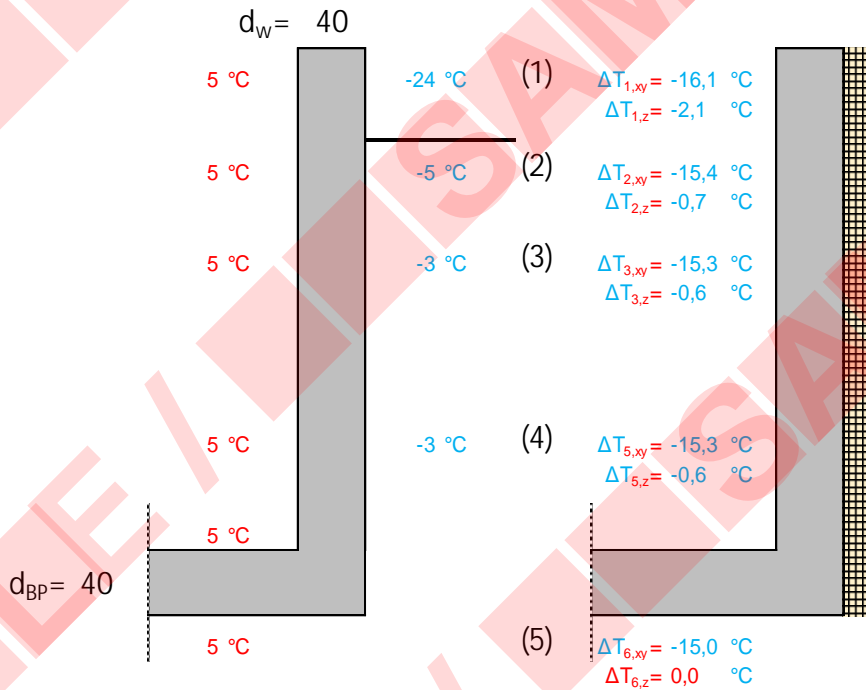 dW= 40
5 °C -24 °C (1) ΔT1,xy= -16,1 °C
ΔT1,z= -2,1 °C
5 °C -5 °C (2) ΔT2,xy= -15,4 °C
ΔT2,z= -0,7 °C
5 °C -3 °C (3) ΔT3,xy= -15,3 °C
ΔT3,z= -0,6 °C
5 °C -3 °C (4) ΔT5,xy= -15,3 °C
ΔT5,z= -0,6 °C
5 °C
dBP= 40
5 °C (5) ΔT6,xy= -15,0 °C
ΔT6,z= 0,0 °C